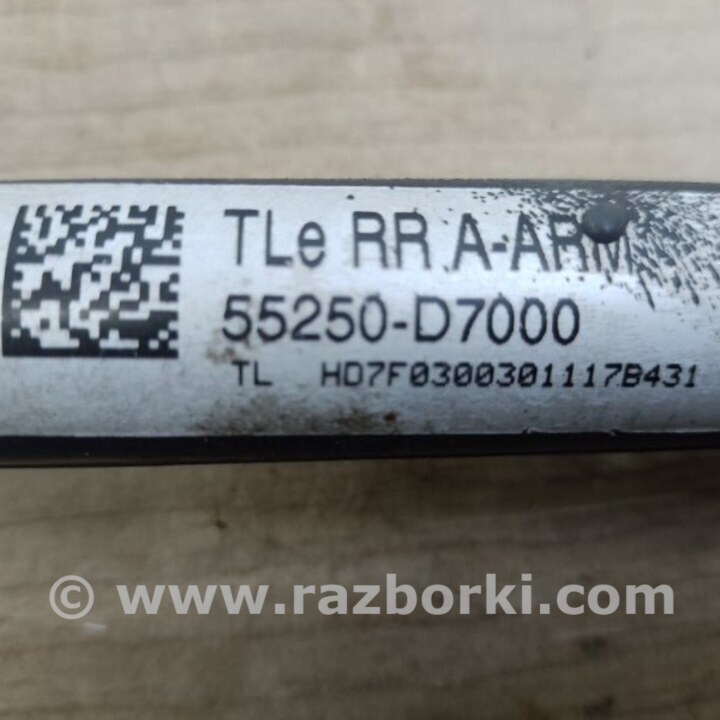 TLe RR A-ARM
55250-D7000
TL HD7F0300301117B431
© www.razborki.com